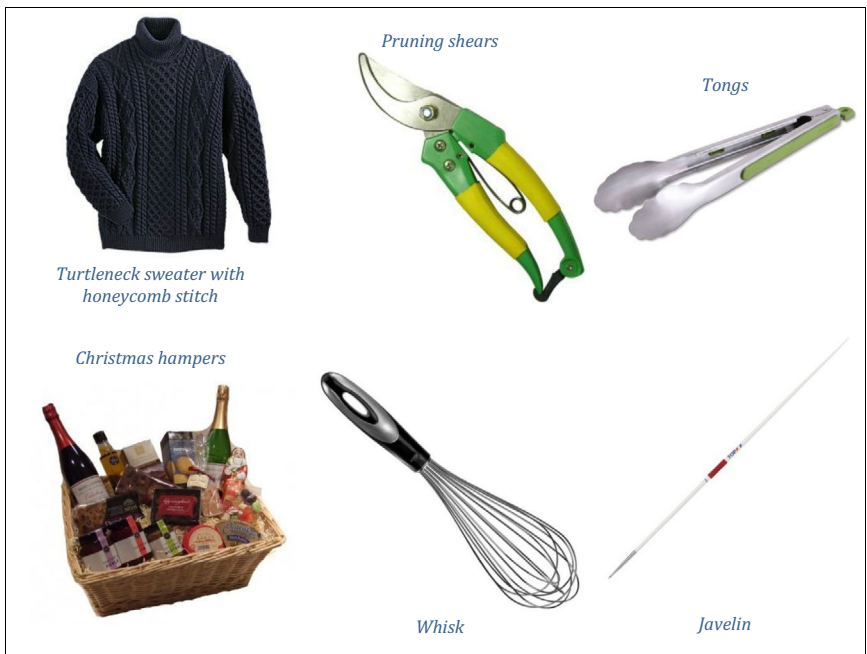 Pruning shears
Tongs
Turtleneck sweater with
honeycomb stitch
Christmas hampers
Whisk
Javelin